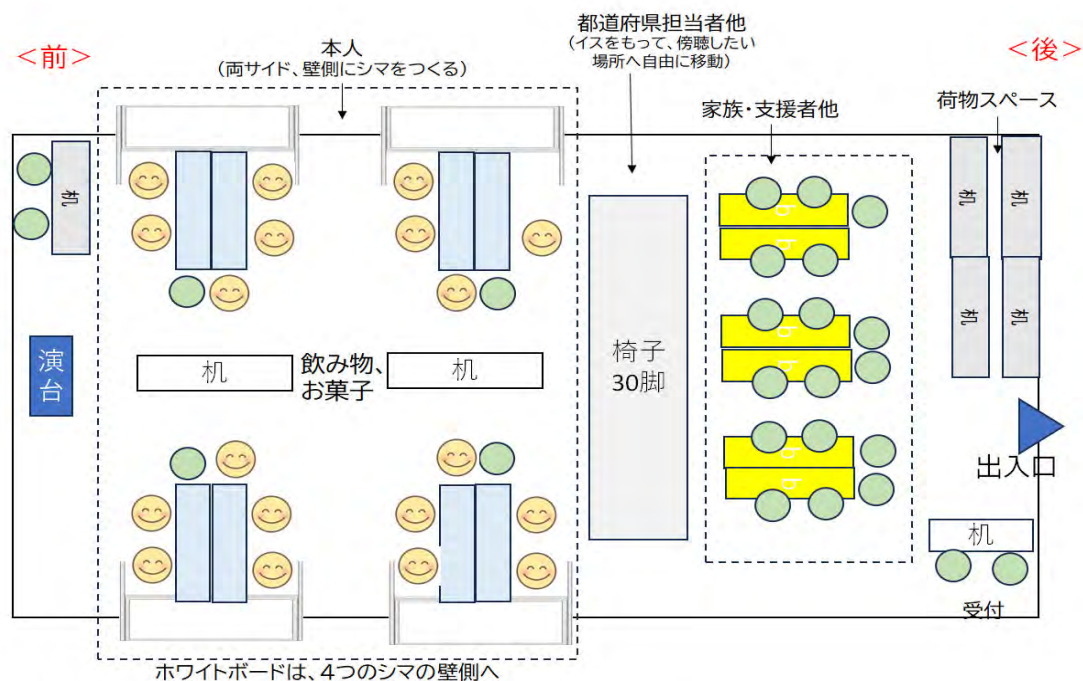 <前>
本人
(両サイド、壁側にシマをつくる)
都道府県担当者他
(イスをもって、傍聴したい
場所へ自由に移動)
<後>
家族・支援者他
荷物スペース
机
机
机
机
机
演台
机
飲み物、
お菓子
机
椅子
30脚
b
b
b
b
b
b
出入口
机
受付
ホワイトボードは、4つのシマの壁側へ